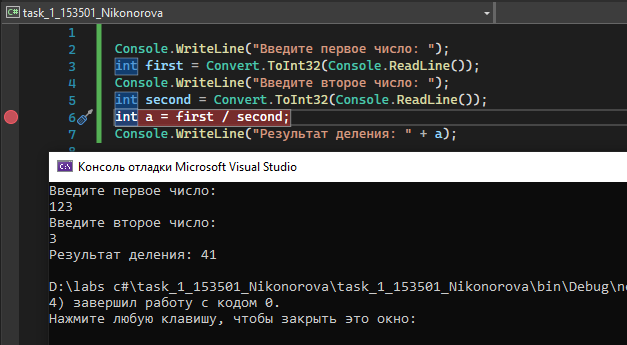 C# task_1_153501_Nikonorova
1
2 Console.WriteLine("Введите первое число: ");
3 int first = Convert.ToInt32(Console.ReadLine());
4 Console.WriteLine("Введите второе число: ");
5 int second = Convert.ToInt32(Console.ReadLine());
6 int a = first / second;
7 Console.WriteLine("Результат деления: " + a);
C:\ Консоль отладки Microsoft Visual Studio
Введите первое число:
123
Введите второе число:
3
Результат деления: 41
D:\labs c#\task_1_153501_Nikonorova\task_1_153501_Nikonorova\bin\Debug\ne
4) завершил работу с кодом 0.
Нажмите любую клавишу, чтобы закрыть это окно: